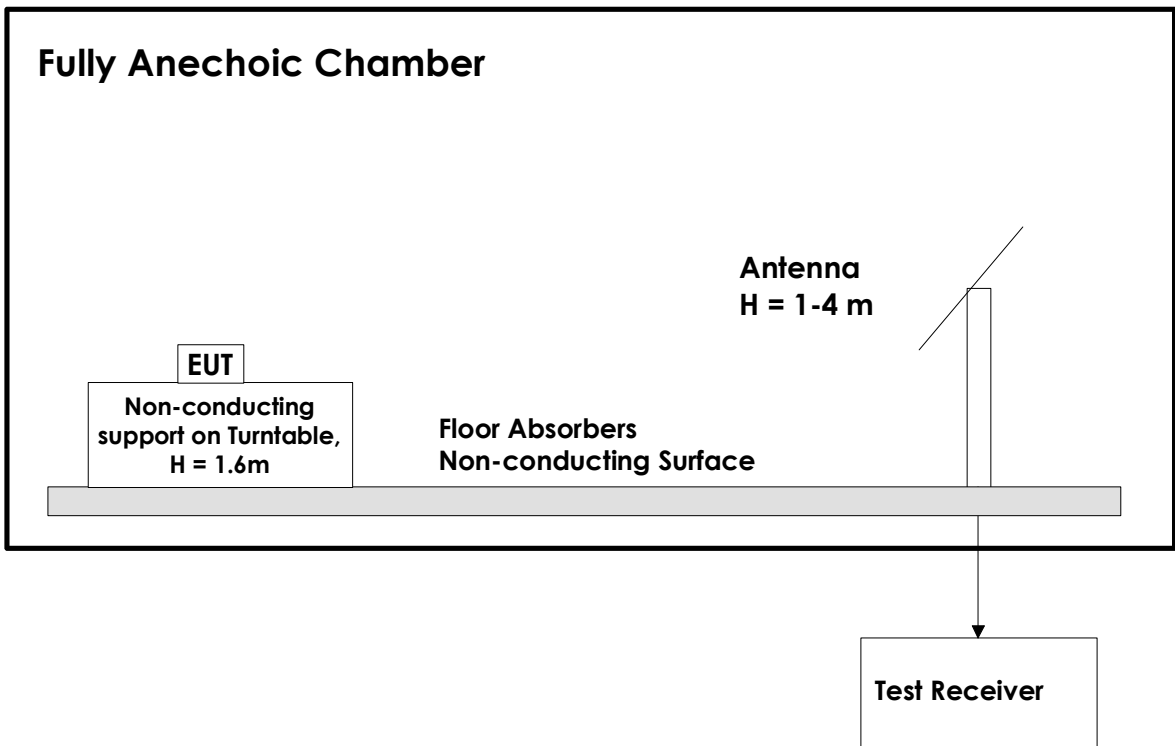 Fully Anechoic Chamber
Antenna
H = 1-4 m
EUT
Non-conducting
support on Turntable,
H = 1.6m
Floor Absorbers
Non-conducting Surface
Test Receiver